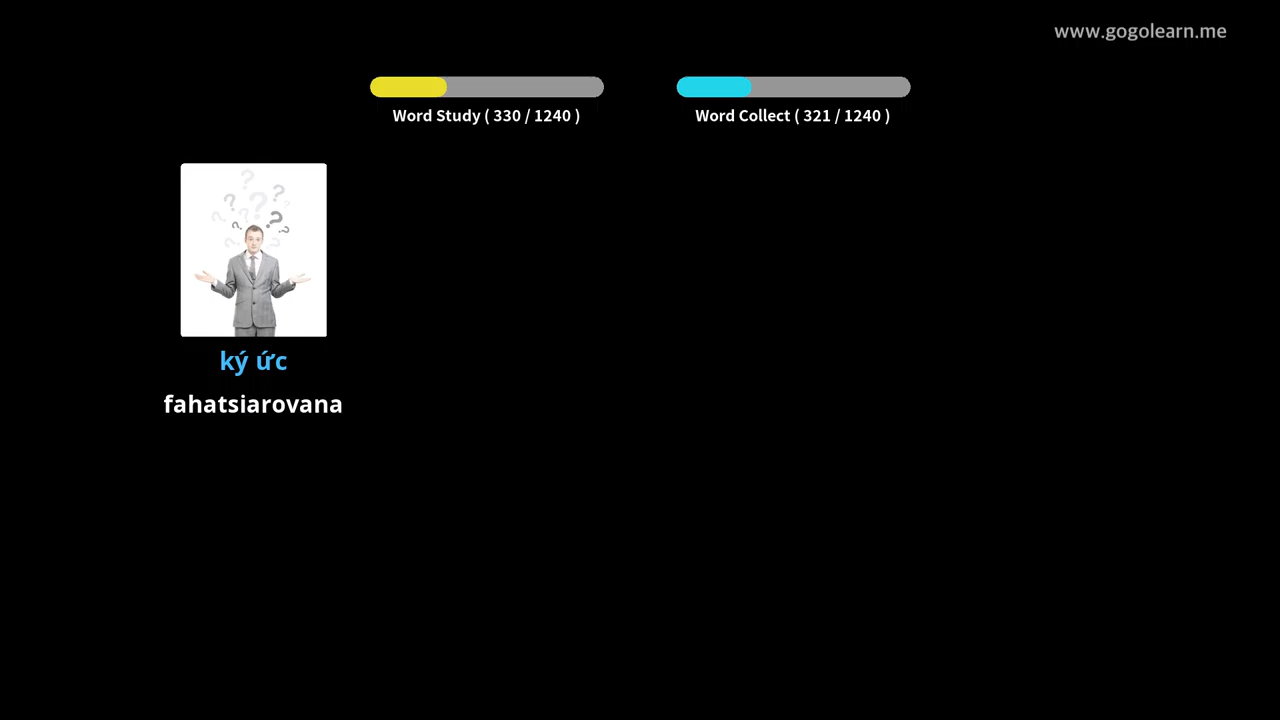 www.gogolearn.me
Word Study ( 330 / 1240 )
Word Collect ( 321 / 1240 )
ký ức
fahatsiarovana